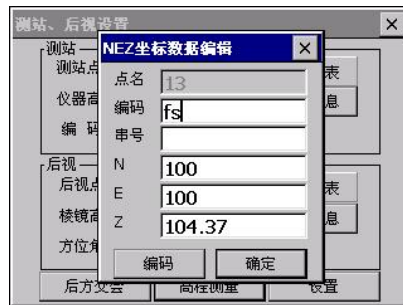 测站、后视设置
测站
测站点
仪器高
编 码
表
息
NEZ坐标数据编辑
点名 13
编码 fs
串号
N 100
E 100
Z 104.37
编码 确定
后视
后视点
棱镜高
方位角
表
息
后方交会 高程测量 设置